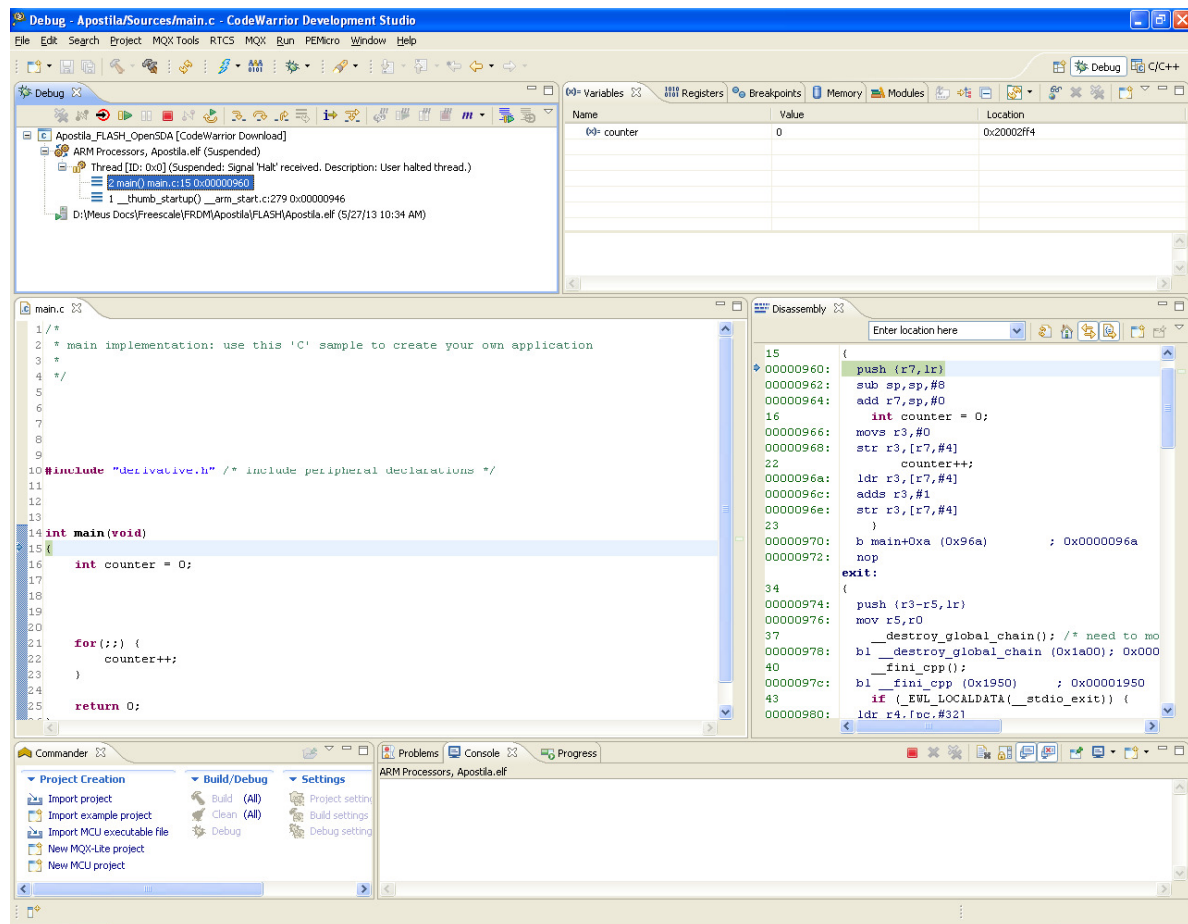 Debug - Apostila/Sources/main.c - CodeWarrior Development Studio
File Edit Search Project MQX Tools RTCS MQX Run PEMicro Window Help
Debug C/C++
Debug
Apostila_FLASH_OpenSDA [CodeWarrior Download]
ARM Processors, Apostila.elf (Suspended)
Thread [ID: 0x0] (Suspended: Signal 'Halt' received. Description: User halted thread.)
2 main() main.c:15 0x00000960
1 __thumb_startup() __arm_start.c:279 0x00000946
D:\Meus Docs\Freescale\FRDM\Apostila\FLASH\Apostila.elf (5/27/13 10:34 AM)
(x)= Variables Registers Breakpoints Memory Modules
Name Value Location
(x)= counter 0 0x20002ff4
main.c
1 /*
2 * main implementation: use this 'C' sample to create your own application
3 *
4 */
5
6
7
8
9
10 #include "derivative.h" /* include peripheral declarations */
11
12
13
14 int main(void)
15 {
16 int counter = 0;
17
18
19
20
21 for(;;) {
22 counter++;
23 }
24
25 return 0;
Disassembly
Enter location here
15 {
00000960: push {r7,lr}
00000962: sub sp,sp,#8
00000964: add r7,sp,#0
16 int counter = 0;
00000966: movs r3,#0
00000968: str r3,[r7,#4]
22 counter++;
0000096a: ldr r3,[r7,#4]
0000096c: adds r3,#1
0000096e: str r3,[r7,#4]
23 }
00000970: b main+0xa (0x96a) ; 0x0000096a
00000972: nop
exit:
34 {
00000974: push {r3-r5,lr}
00000976: mov r5,r0
37 __destroy_global_chain(); /* need to mo
00000978: bl __destroy_global_chain (0x1a00); 0x000
40 __fini_cpp();
0000097c: bl __fini_cpp (0x1950) ; 0x00001950
43 if (_EWL_LOCALDATA(__stdio_exit)) {
00000980: ldr r4,[pc,#32]
Commander
Project Creation
Import project
Import example project
Import MCU executable file
New MQX-Lite project
New MCU project
Build/Debug
Build (All)
Clean (All)
Debug
Settings
Project settin
Build settings
Debug setting
Problems Console Progress
ARM Processors, Apostila.elf